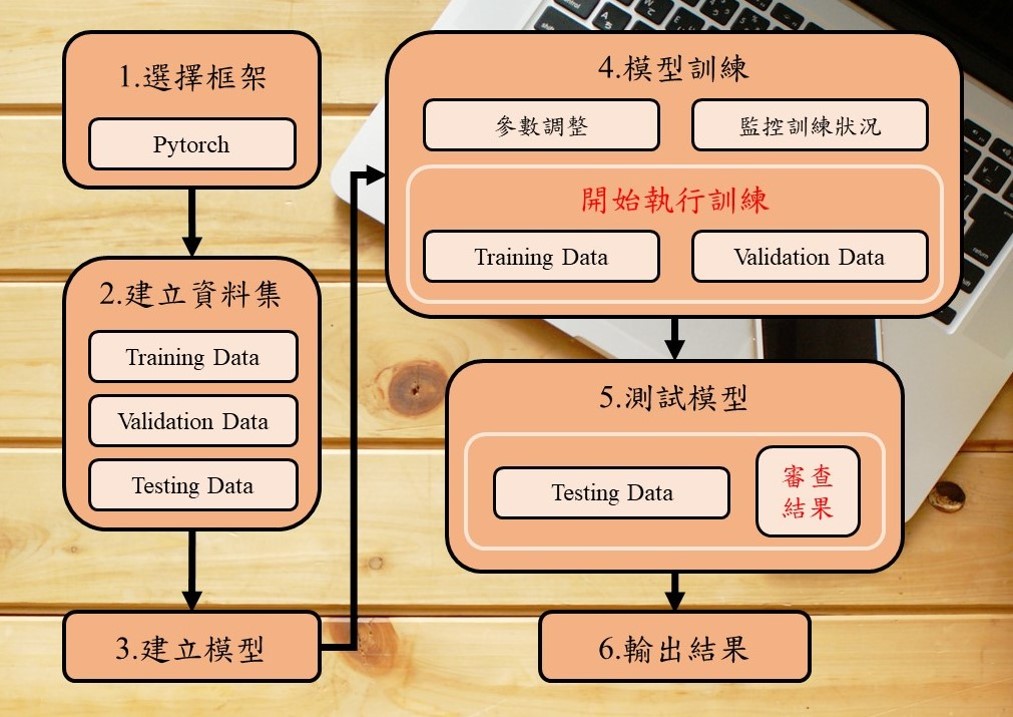 1.選擇框架
Pytorch
2.建立資料集
Training Data
Validation Data
Testing Data
3.建立模型
4.模型訓練
參數調整
監控訓練狀況
開始執行訓練
Training Data
Validation Data
5.測試模型
Testing Data
審查
結果
6.輸出結果